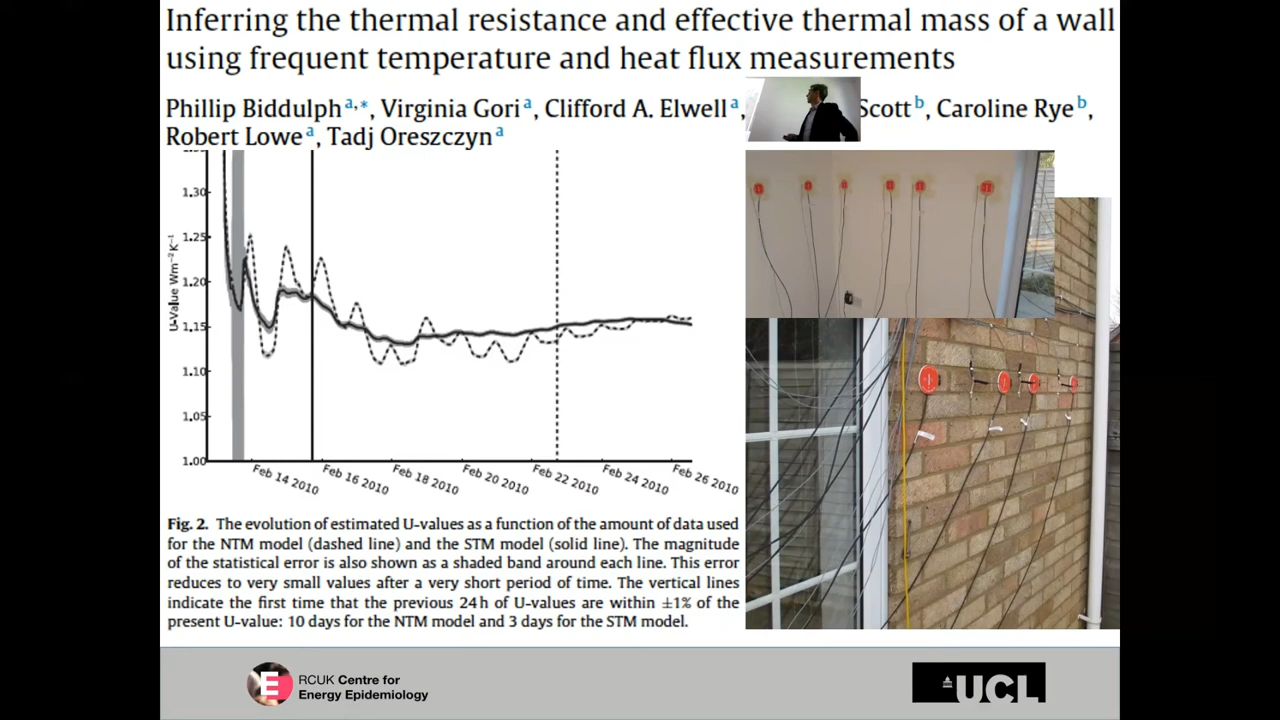 Inferring the thermal resistance and effective thermal mass of a wall
using frequent temperature and heat flux measurements
Phillip Biddulph a,*, Virginia Gori a, Clifford A. Elwell a, Scott b, Caroline Rye b,
Robert Lowe a, Tadj Oreszczyn a
1.30
1.25
1.20
1.15
1.10
1.05
1.00
U-Value Wm⁻²K⁻¹
Feb 14 2010
Feb 16 2010
Feb 18 2010
Feb 20 2010
Feb 22 2010
Feb 24 2010
Feb 26 2010
Fig. 2. The evolution of estimated U-values as a function of the amount of data used
for the NTM model (dashed line) and the STM model (solid line). The magnitude
of the statistical error is also shown as a shaded band around each line. This error
reduces to very small values after a very short period of time. The vertical lines
indicate the first time that the previous 24 h of U-values are within ±1% of the
present U-value: 10 days for the NTM model and 3 days for the STM model.
E
RCUK Centre for
Energy Epidemiology
UCL